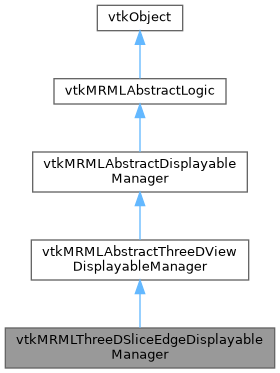 vtkObject
vtkMRMLAbstractLogic
vtkMRMLAbstractDisplayable
Manager
vtkMRMLAbstractThreeDView
DisplayableManager
vtkMRMLThreeDSliceEdgeDisplayable
Manager